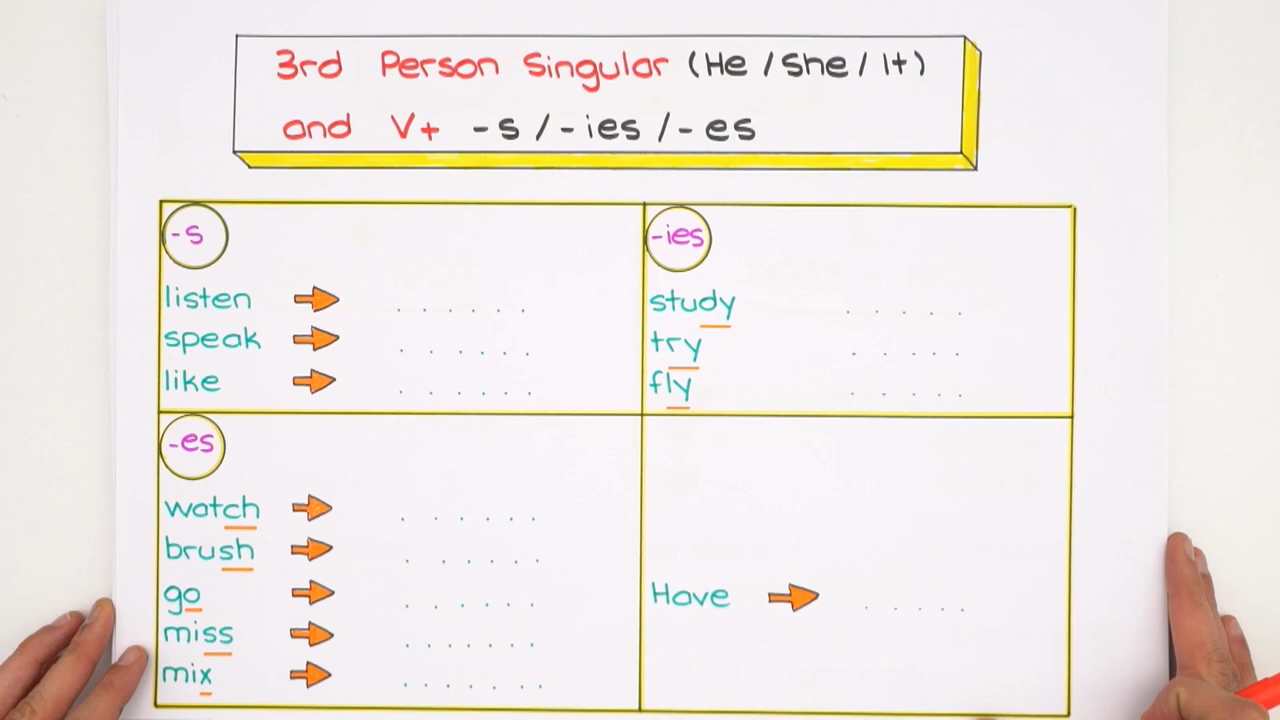 3rd Person Singular (He / She / It)
and V+ -s / -ies / -es
-s
listen . . . . . .
speak . . . . . .
like . . . . . .
-ies
study . . . . .
try . . . . .
fly . . . . .
-es
watch . . . . . .
brush . . . . . .
go . . . . . .
miss . . . . . .
mix . . . . . . .
Have . . . . .